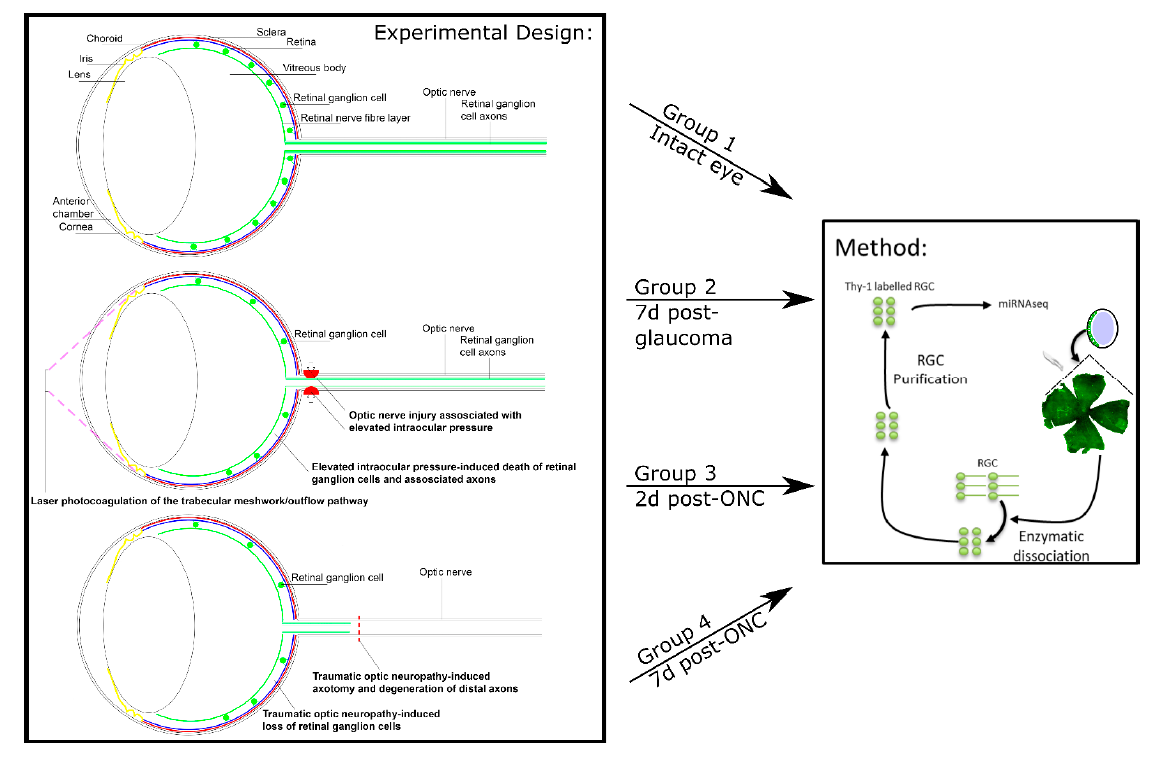 Experimental Design:
Choroid
Sclera
Retina
Iris
Lens
Vitreous body
Retinal ganglion cell
Optic nerve
Retinal ganglion
cell axons
Retinal nerve fibre layer
Anterior
chamber
Cornea
Retinal ganglion cell
Optic nerve
Retinal ganglion
cell axons
Optic nerve injury associated with
elevated intraocular pressure
Elevated intraocular pressure-induced death of retinal
ganglion cells and associated axons
Laser photocoagulation of the trabecular meshwork/outflow pathway
Retinal ganglion cell
Optic nerve
Traumatic optic neuropathy-induced
axotomy and degeneration of distal axons
Traumatic optic neuropathy-induced
loss of retinal ganglion cells
Group 1
Intact eye
Group 2
7d post-
glaucoma
Group 3
2d post-ONC
Group 4
7d post-ONC
Method:
Thy-1 labelled RGC
miRNAseq
RGC
Purification
RGC
Enzymatic
dissociation